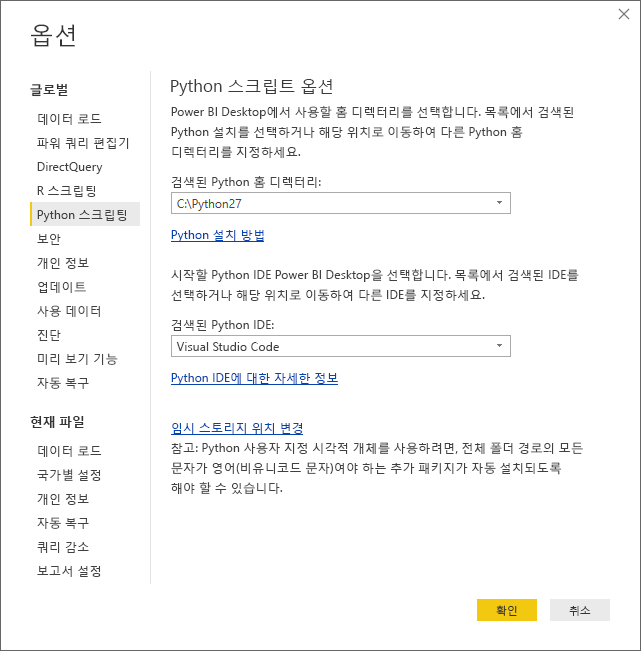 옵션
글로벌
데이터 로드
파워 쿼리 편집기
DirectQuery
R 스크립팅
Python 스크립팅
보안
개인 정보
업데이트
사용 데이터
진단
미리 보기 기능
자동 복구
현재 파일
데이터 로드
국가별 설정
개인 정보
자동 복구
쿼리 감소
보고서 설정
Python 스크립트 옵션
Power BI Desktop에서 사용할 홈 디렉터리를 선택합니다. 목록에서 검색된
Python 설치를 선택하거나 해당 위치로 이동하여 다른 Python 홈
디렉터리를 지정하세요.
검색된 Python 홈 디렉터리:
C:\Python27
Python 설치 방법
시작할 Python IDE Power BI Desktop을 선택합니다. 목록에서 검색된 IDE를
선택하거나 해당 위치로 이동하여 다른 IDE를 지정하세요.
검색된 Python IDE:
Visual Studio Code
Python IDE에 대한 자세한 정보
임시 스토리지 위치 변경
참고: Python 사용자 지정 시각적 개체를 사용하려면, 전체 폴더 경로의 모든
문자가 영어(비유니코드 문자)여야 하는 추가 패키지가 자동 설치되도록
해야 할 수 있습니다.
확인
취소